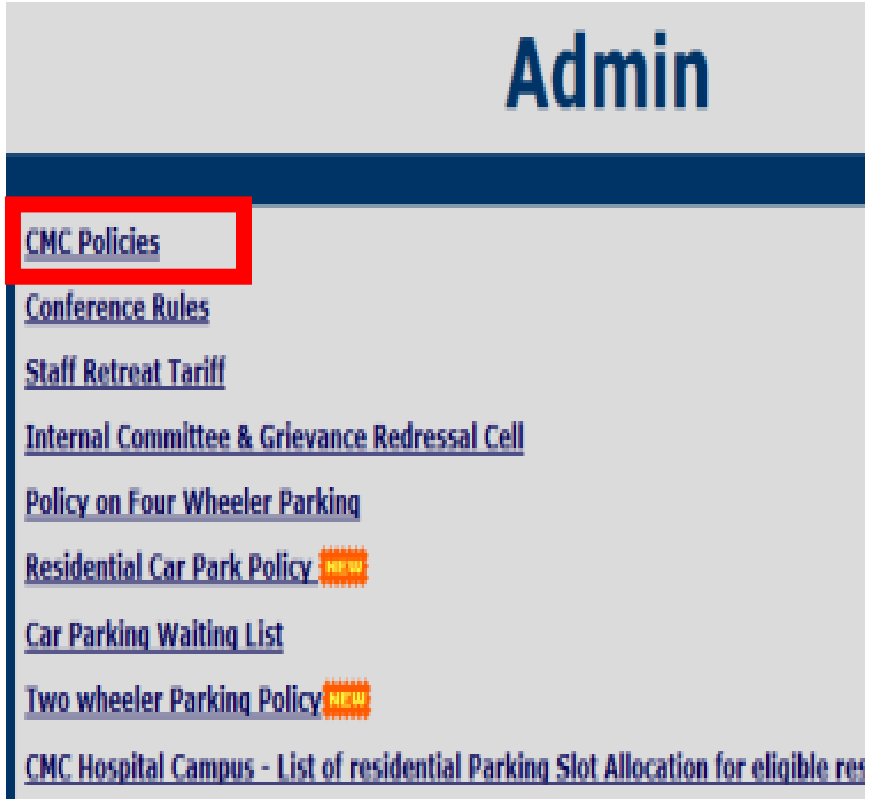 Admin
CMC Policies
Conference Rules
Staff Retreat Tariff
Internal Committee & Grievance Redressal Cell
Policy on Four Wheeler Parking
Residential Car Park Policy NEW
Car Parking Waiting List
Two wheeler Parking Policy NEW
CMC Hospital Campus - List of residential Parking Slot Allocation for eligible res